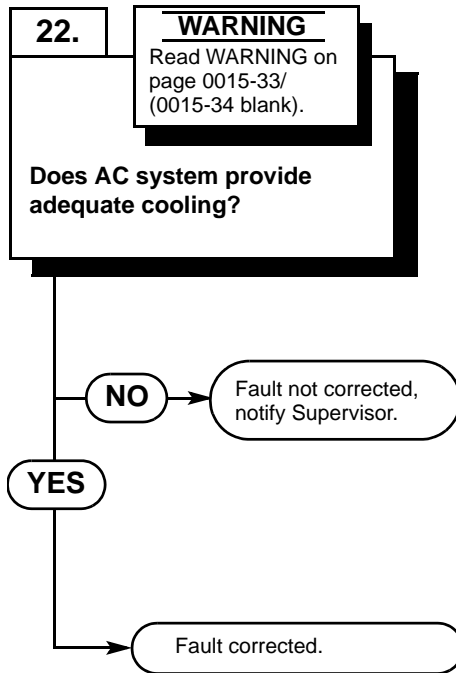 22.
WARNING
Read WARNING on
page 0015-33/
(0015-34 blank).
Does AC system provide
adequate cooling?
NO
Fault not corrected,
notify Supervisor.
YES
Fault corrected.